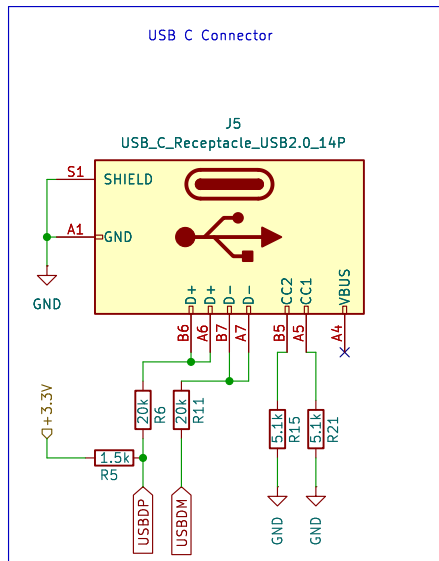 USB C Connector
J5
USB_C_Receptacle_USB2.0_14P
S1
SHIELD
A1
GND
GND
D+
D+
D-
D-
CC2
CC1
VBUS
B6
A6
B7
A7
B5
A5
A4
+3.3V
20k
R6
20k
R11
5.1k
R15
5.1k
R21
1.5k
R5
USBDP
USBDM
GND
GND